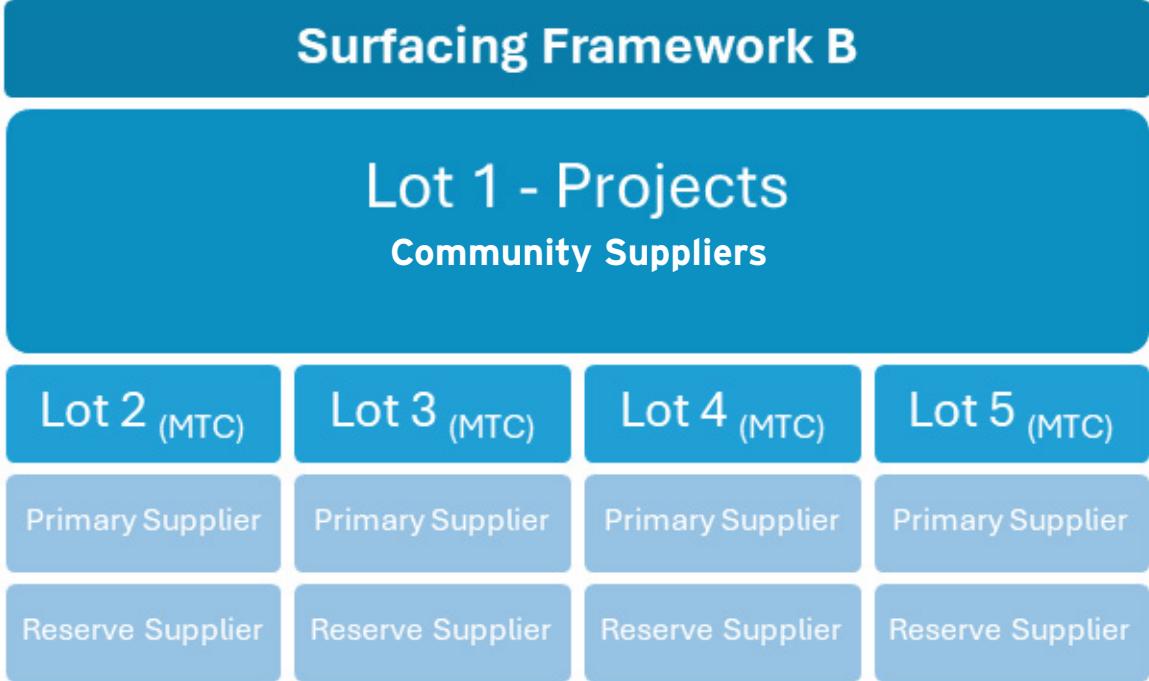 Surfacing Framework B
Lot 1 - Projects
Community Suppliers
Lot 2 (MTC)
Lot 3 (MTC)
Lot 4 (MTC)
Lot 5 (MTC)
Primary Supplier
Primary Supplier
Primary Supplier
Primary Supplier
Reserve Supplier
Reserve Supplier
Reserve Supplier
Reserve Supplier